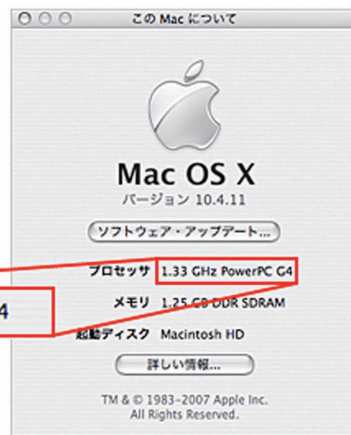 この Mac について
Mac OS X
バージョン 10.4.11
ソフトウェア・アップデート...
プロセッサ 1.33 GHz PowerPC G4
4
メモリ 1.25 GB DDR SDRAM
起動ディスク Macintosh HD
詳しい情報...
TM & © 1983-2007 Apple Inc.
All Rights Reserved.